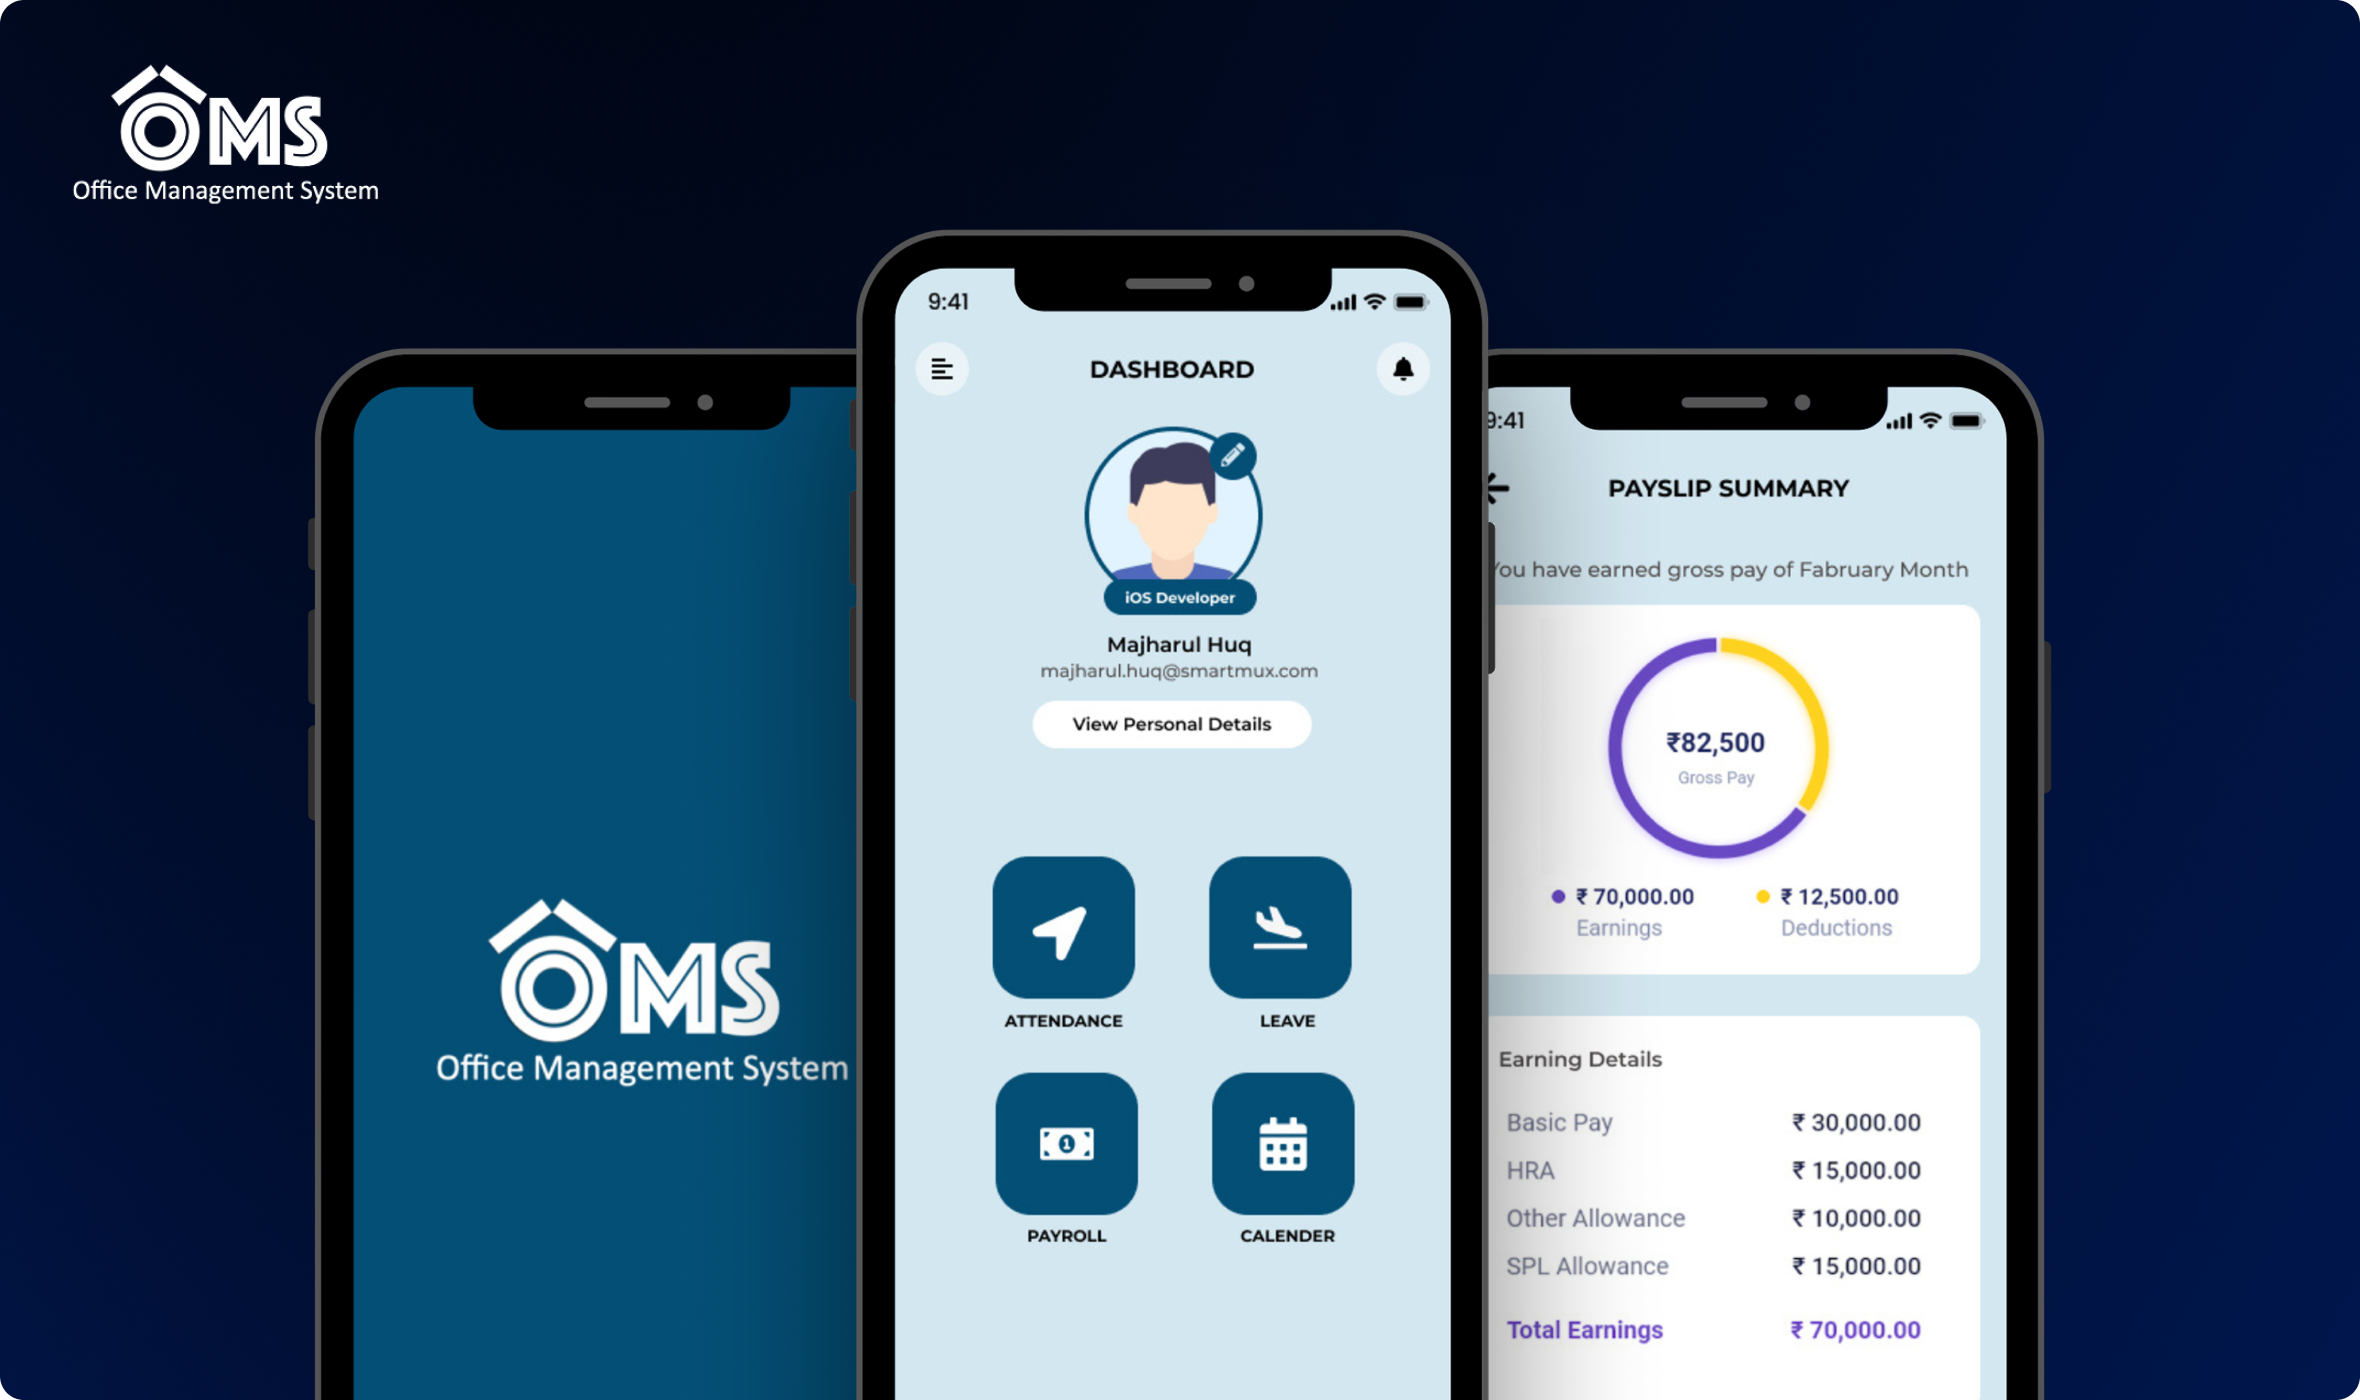 OMS
Office Management System
OMS
Office Management System
9:41
DASHBOARD
iOS Developer
Majharul Huq
majharul.huq@smartmux.com
View Personal Details
ATTENDANCE
LEAVE
PAYROLL
CALENDER
9:41
PAYSLIP SUMMARY
You have earned gross pay of Fabruary Month
₹82,500
Gross Pay
₹ 70,000.00
Earnings
₹ 12,500.00
Deductions
Earning Details
Basic Pay ₹ 30,000.00
HRA ₹ 15,000.00
Other Allowance ₹ 10,000.00
SPL Allowance ₹ 15,000.00
Total Earnings ₹ 70,000.00